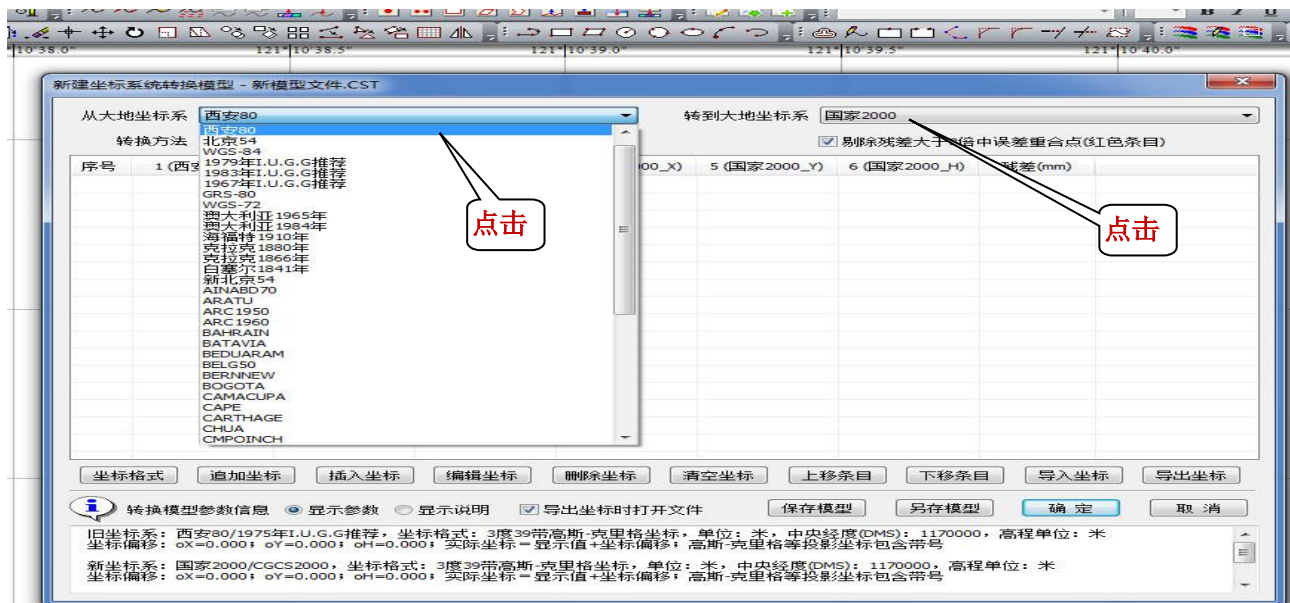 B Z U
10'38.0" 121°10'38.5" 121°10'39.0" 121°10'39.5" 121°10'40.0"
新建坐标系统转换模型 - 新模型文件.CST
从大地坐标系 西安80 转到大地坐标系 国家2000
转换方法 剔除残差大于 倍中误差重合点(红色条目)
序号 1 (西安 00_X) 5 (国家2000_Y) 6 (国家2000_H) 残差(mm)
西安80
北京54
WGS-84
1979年I.U.G.G推荐
1983年I.U.G.G推荐
1967年I.U.G.G推荐
GRS-80
WGS-72
澳大利亚1965年
澳大利亚1984年
海福特1910年
克拉克1880年
克拉克1866年
白塞尔1841年
新北京54
AINABD70
ARATU
ARC1950
ARC1960
BAHRAIN
BATAVIA
BEDUARAM
BELG50
BERNNEW
BOGOTA
CAMACUPA
CAPE
CARTHAGE
CHUA
CMPOINCH
点击
点击
坐标格式 追加坐标 插入坐标 编辑坐标 删除坐标 清空坐标 上移条目 下移条目 导入坐标 导出坐标
转换模型参数信息 显示参数 显示说明 导出坐标时打开文件 保存模型 另存模型 确 定 取 消
旧坐标系：西安80/1975年I.U.G.G推荐，坐标格式：3度39带高斯-克里格坐标，单位：米，中央经度(DMS)：1170000，高程单位：米
坐标偏移：oX=0.000；oY=0.000；oH=0.000；实际坐标＝显示值+坐标偏移；高斯-克里格等投影坐标包含带号
新坐标系：国家2000/CGCS2000，坐标格式：3度39带高斯-克里格坐标，单位：米，中央经度(DMS)：1170000，高程单位：米
坐标偏移：oX=0.000；oY=0.000；oH=0.000；实际坐标＝显示值+坐标偏移；高斯-克里格等投影坐标包含带号